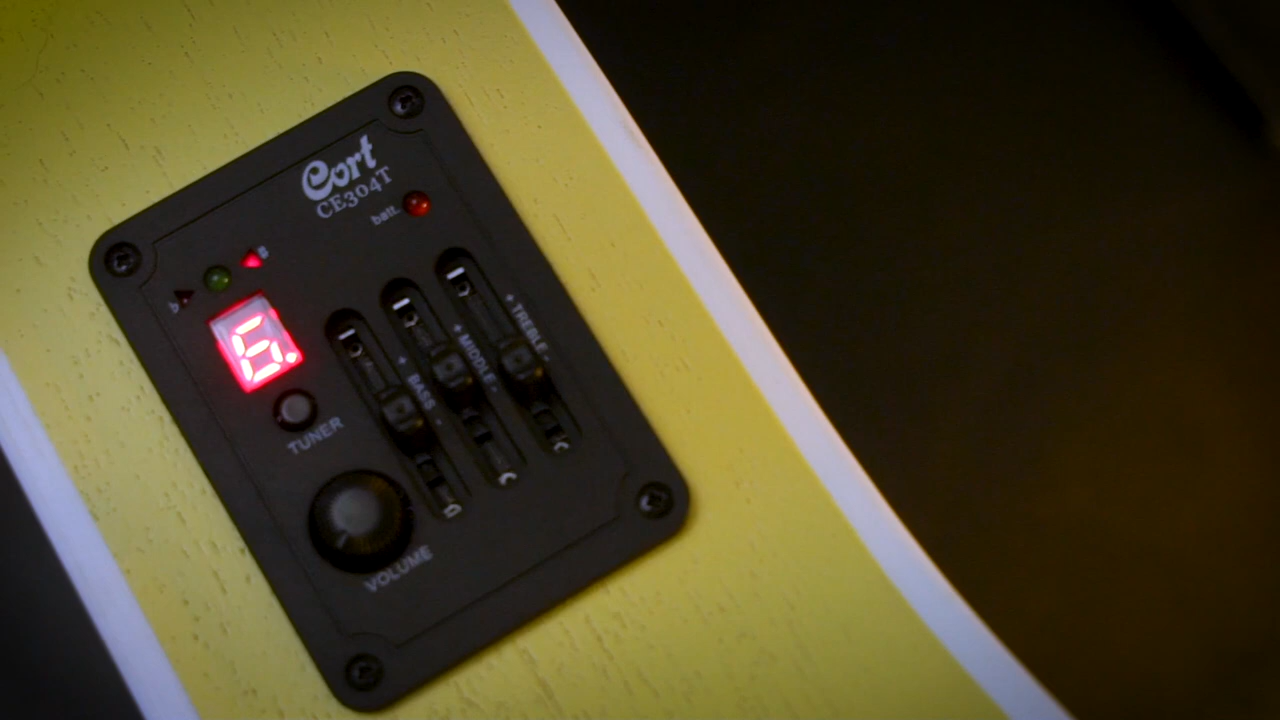 Cort
CE304T
batt.
♭ #
6.
TUNER
+ BASS -
+ MIDDLE -
+ TREBLE -
VOLUME